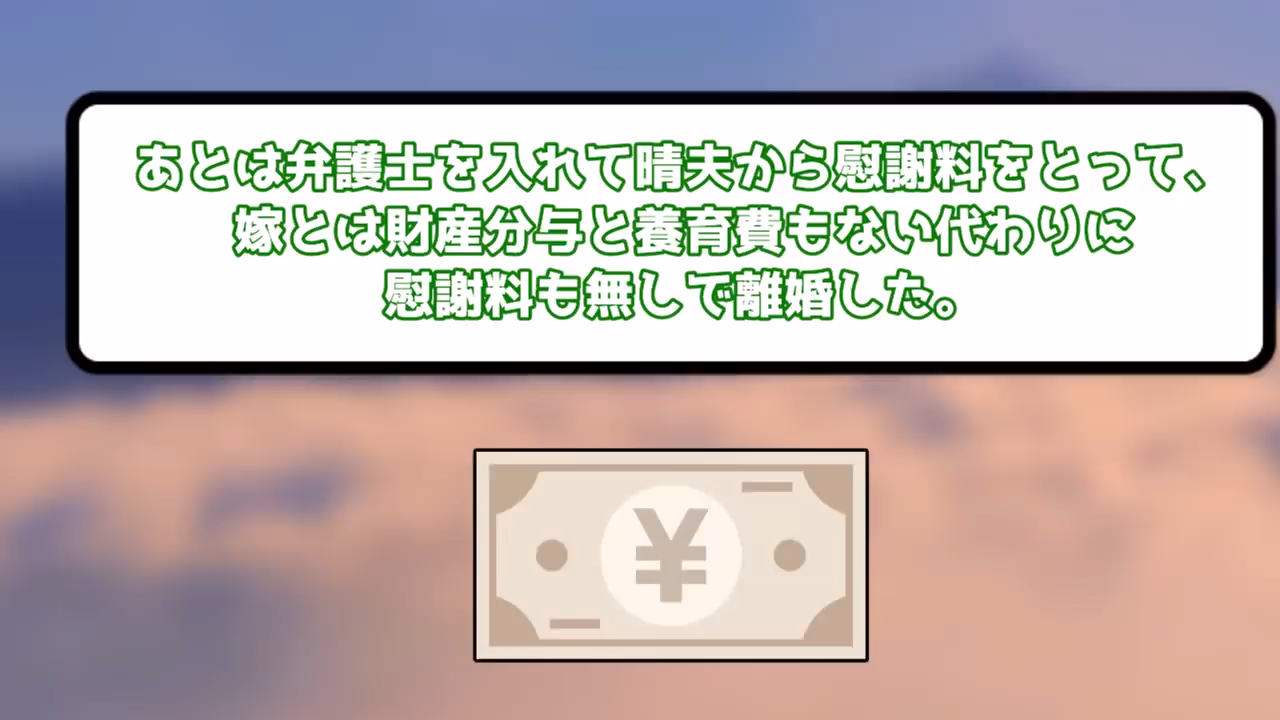 あとは弁護士を入れて晴夫から慰謝料をとって、
嫁とは財産分与と養育費もない代わりに
慰謝料も無しで離婚した。
¥